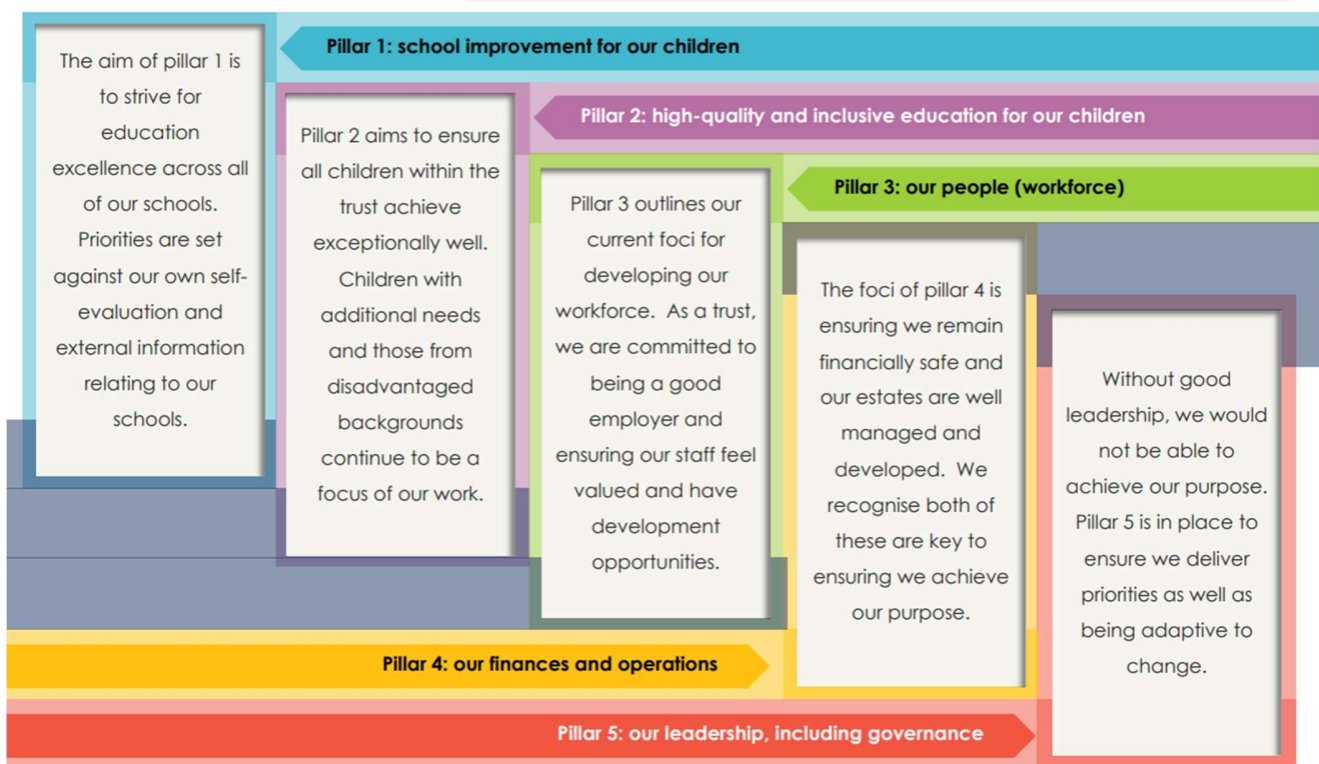 Pillar 1: school improvement for our children
The aim of pillar 1 is
to strive for
education
excellence across all
of our schools.
Priorities are set
against our own self-
evaluation and
external information
relating to our
schools.
Pillar 2: high-quality and inclusive education for our children
Pillar 2 aims to ensure
all children within the
trust achieve
exceptionally well.
Children with
additional needs
and those from
disadvantaged
backgrounds
continue to be a
focus of our work.
Pillar 3: our people (workforce)
Pillar 3 outlines our
current foci for
developing our
workforce. As a trust,
we are committed to
being a good
employer and
ensuring our staff feel
valued and have
development
opportunities.
The foci of pillar 4 is
ensuring we remain
financially safe and
our estates are well
managed and
developed. We
recognise both of
these are key to
ensuring we achieve
our purpose.
Pillar 4: our finances and operations
Without good
leadership, we would
not be able to
achieve our purpose.
Pillar 5 is in place to
ensure we deliver
priorities as well as
being adaptive to
change.
Pillar 5: our leadership, including governance